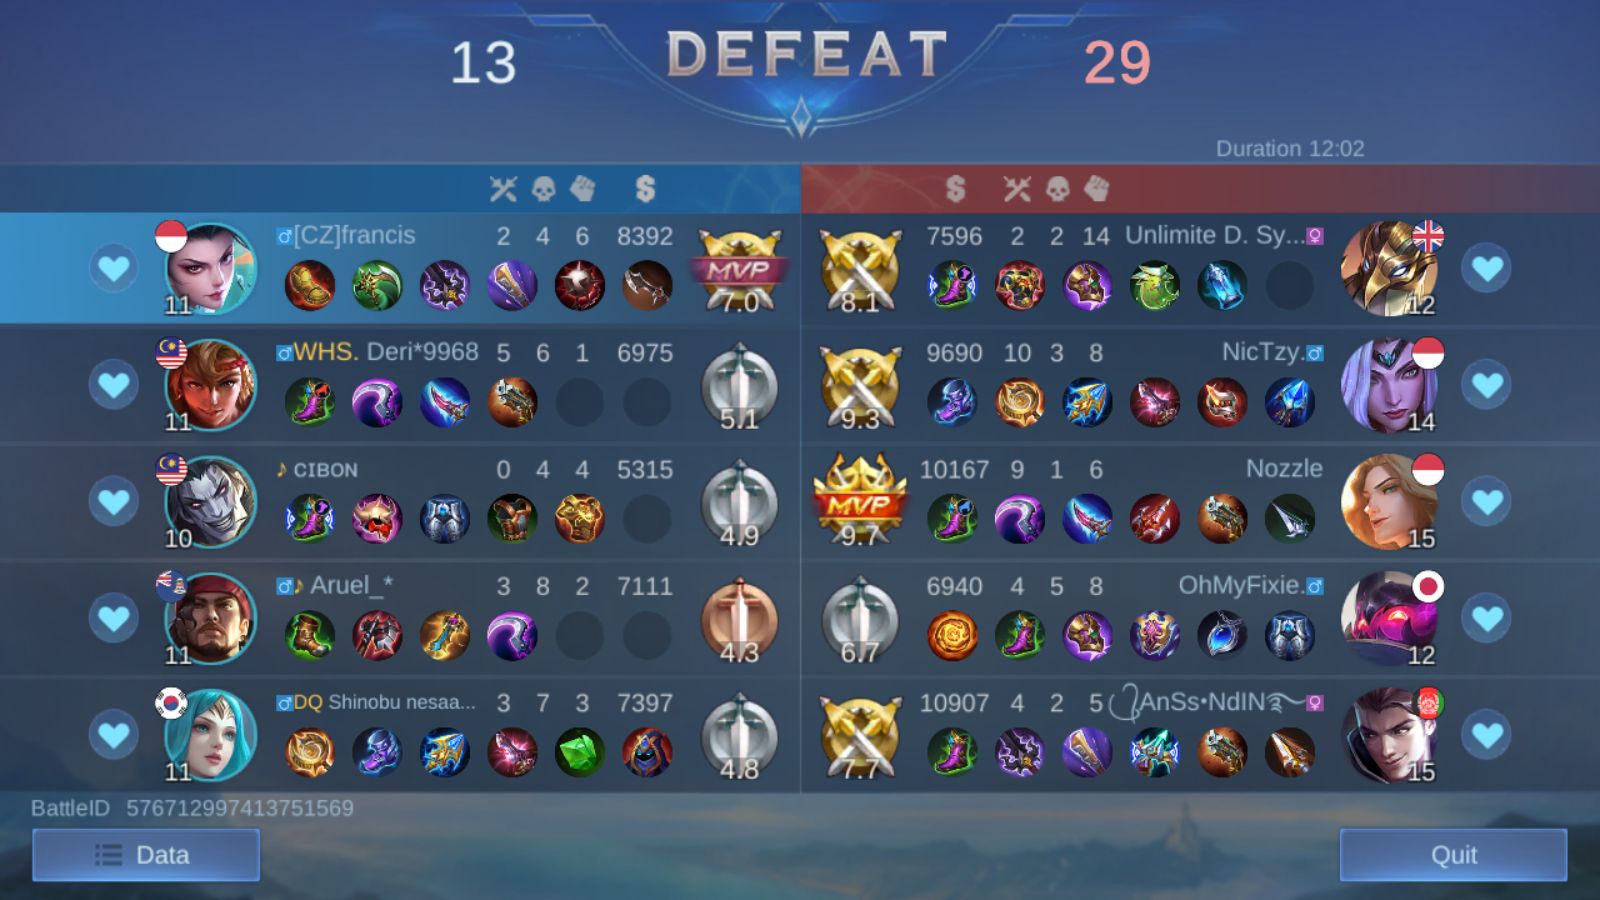 13 DEFEAT 29
Duration 12:02
[CZ]francis 2 4 6 8392 MVP 7.0 11
8.1 7596 2 2 14 Unlimite D. Sy... 12
WHS. Deri*9968 5 6 1 6975 5.1 11
9.3 9690 10 3 8 NicTzy. 14
♪ CIBON 0 4 4 5315 4.9 10
MVP 9.7 10167 9 1 6 Nozzle 15
♪ Aruel_* 3 8 2 7111 4.3 11
6.7 6940 4 5 8 OhMyFixie. 12
DQ Shinobu nesaa... 3 7 3 7397 4.8 11
7.7 10907 4 2 5 AnSs•NdIN 15
BattleID 576712997413751569
Data
Quit